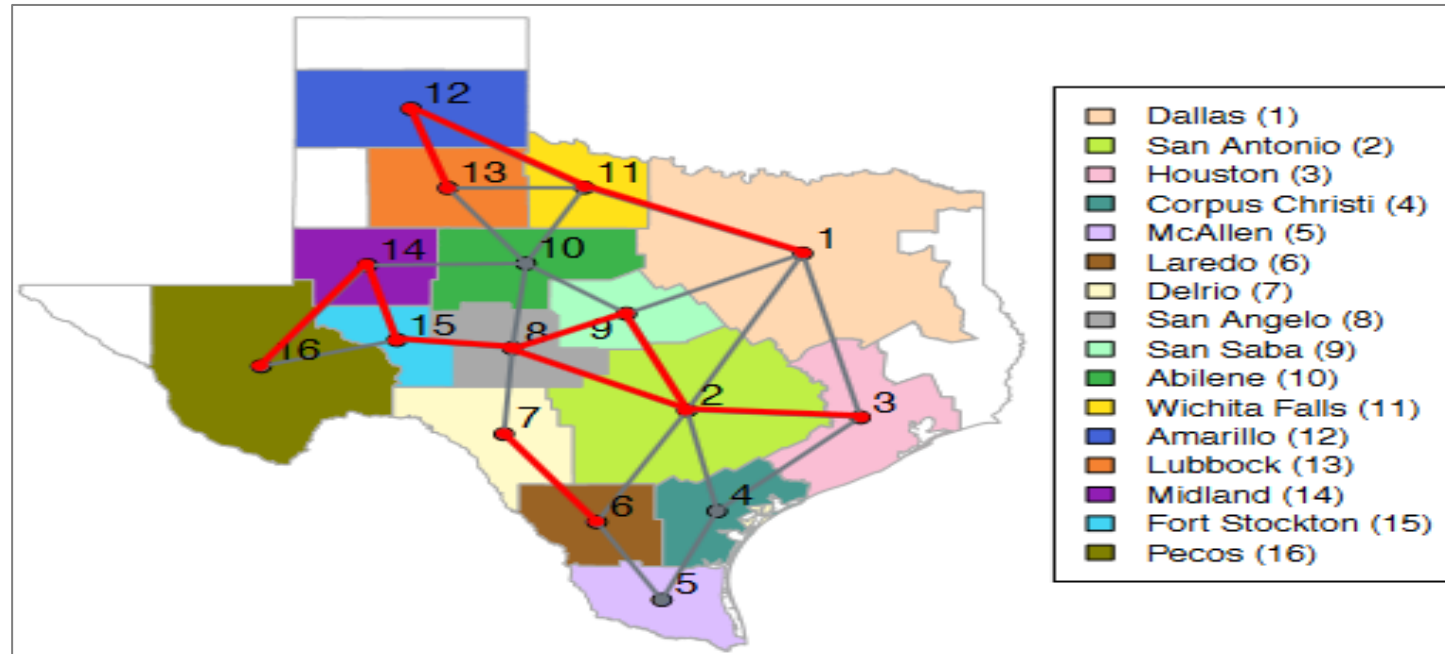 12
13
11
14
10
1
15
8
9
16
2
3
7
6
4
5
Dallas (1)
San Antonio (2)
Houston (3)
Corpus Christi (4)
McAllen (5)
Laredo (6)
Delrio (7)
San Angelo (8)
San Saba (9)
Abilene (10)
Wichita Falls (11)
Amarillo (12)
Lubbock (13)
Midland (14)
Fort Stockton (15)
Pecos (16)